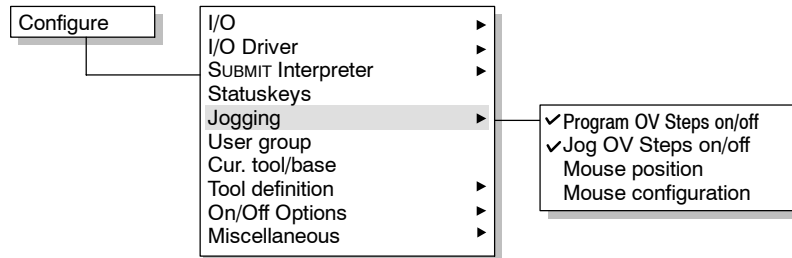 Configure
I/O
I/O Driver
SUBMIT Interpreter
Statuskeys
Jogging
User group
Cur. tool/base
Tool definition
On/Off Options
Miscellaneous
Program OV Steps on/off
Jog OV Steps on/off
Mouse position
Mouse configuration